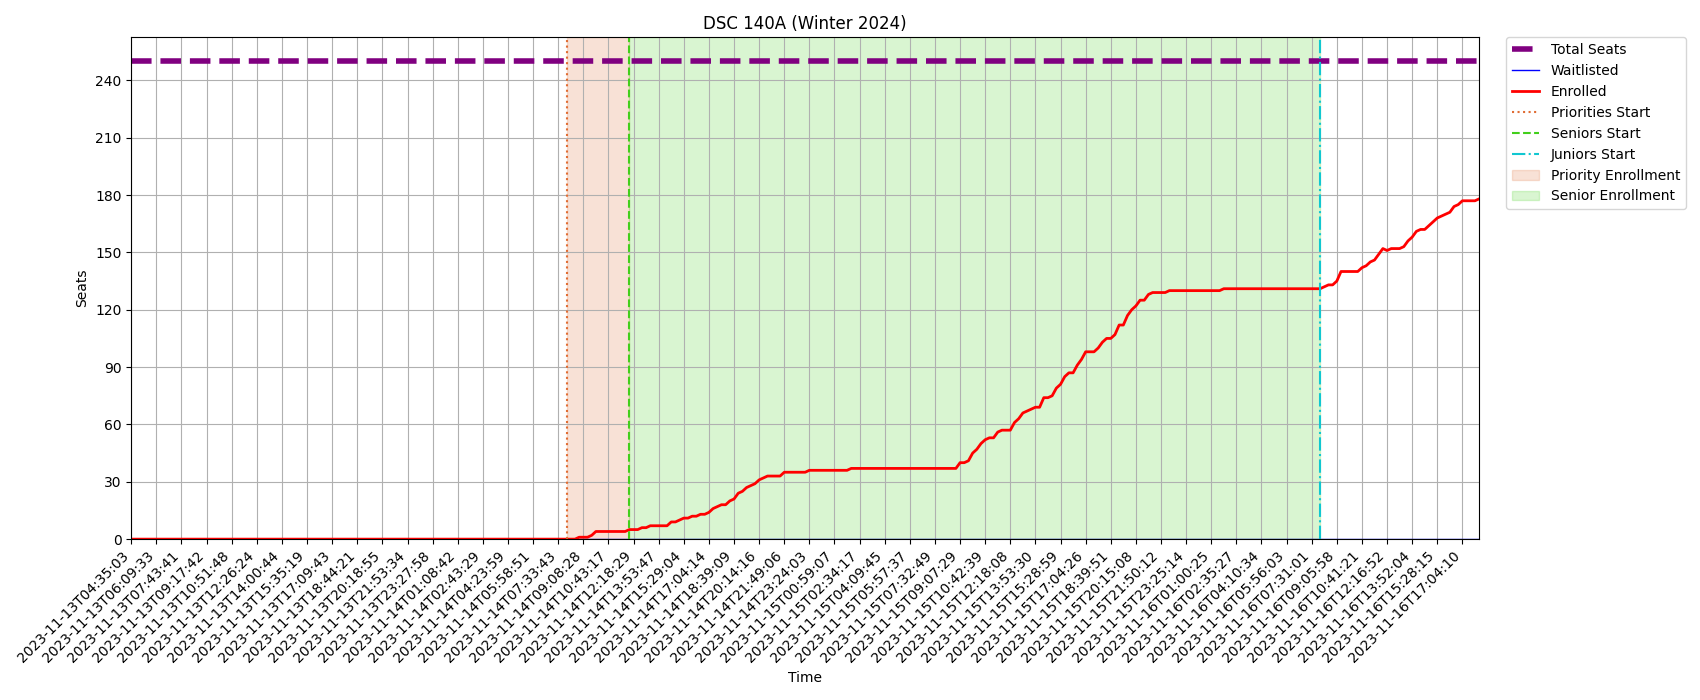 DSC 140A (Winter 2024)
Total Seats
Waitlisted
Enrolled
Priorities Start
Seniors Start
Juniors Start
Priority Enrollment
Senior Enrollment
Seats
240
210
180
150
120
90
60
30
0
2023-11-13T04:35:03
2023-11-13T06:09:33
2023-11-13T07:43:41
2023-11-13T09:17:42
2023-11-13T10:51:48
2023-11-13T12:26:24
2023-11-13T14:00:44
2023-11-13T15:35:19
2023-11-13T17:09:43
2023-11-13T18:44:21
2023-11-13T20:18:55
2023-11-13T21:53:34
2023-11-13T23:27:58
2023-11-14T01:08:42
2023-11-14T02:43:29
2023-11-14T04:23:59
2023-11-14T05:58:51
2023-11-14T07:33:43
2023-11-14T09:08:28
2023-11-14T10:43:17
2023-11-14T12:18:29
2023-11-14T13:53:47
2023-11-14T15:29:04
2023-11-14T17:04:14
2023-11-14T18:39:09
2023-11-14T20:14:16
2023-11-14T21:49:06
2023-11-14T23:24:03
2023-11-15T00:59:07
2023-11-15T02:34:17
2023-11-15T04:09:45
2023-11-15T05:57:37
2023-11-15T07:32:49
2023-11-15T09:07:29
2023-11-15T10:42:39
2023-11-15T12:18:08
2023-11-15T13:53:30
2023-11-15T15:28:59
2023-11-15T17:04:26
2023-11-15T18:39:51
2023-11-15T20:15:08
2023-11-15T21:50:12
2023-11-15T23:25:14
2023-11-16T01:00:25
2023-11-16T02:35:27
2023-11-16T04:10:34
2023-11-16T05:56:03
2023-11-16T07:31:01
2023-11-16T09:05:58
2023-11-16T10:41:21
2023-11-16T12:16:52
2023-11-16T13:52:04
2023-11-16T15:28:15
2023-11-16T17:04:10
Time